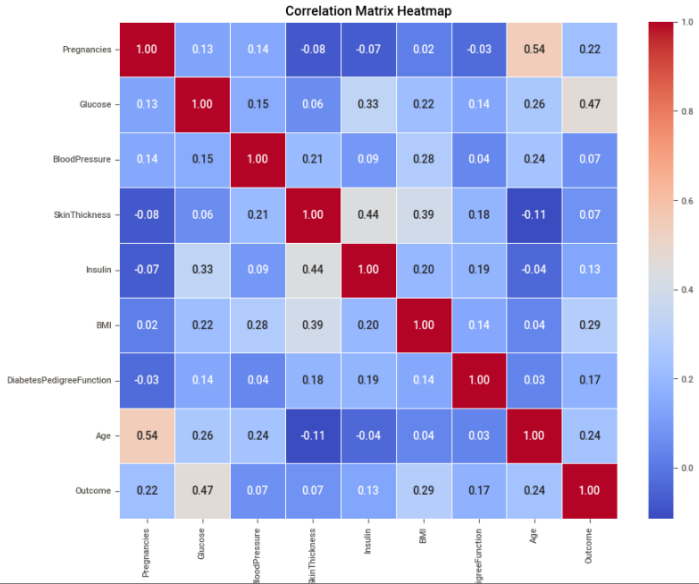 Correlation Matrix Heatmap
Pregnancies 1.00 0.13 0.14 -0.08 -0.07 0.02 -0.03 0.54 0.22
Glucose 0.13 1.00 0.15 0.06 0.33 0.22 0.14 0.26 0.47
BloodPressure 0.14 0.15 1.00 0.21 0.09 0.28 0.04 0.24 0.07
SkinThickness -0.08 0.06 0.21 1.00 0.44 0.39 0.18 -0.11 0.07
Insulin -0.07 0.33 0.09 0.44 1.00 0.20 0.19 -0.04 0.13
BMI 0.02 0.22 0.28 0.39 0.20 1.00 0.14 0.04 0.29
DiabetesPedigreeFunction -0.03 0.14 0.04 0.18 0.19 0.14 1.00 0.03 0.17
Age 0.54 0.26 0.24 -0.11 -0.04 0.04 0.03 1.00 0.24
Outcome 0.22 0.47 0.07 0.07 0.13 0.29 0.17 0.24 1.00
Pregnancies
Glucose
loodPressure
kinThickness
Insulin
BMI
igreeFunction
Age
Outcome
1.0
0.8
0.6
0.4
0.2
0.0